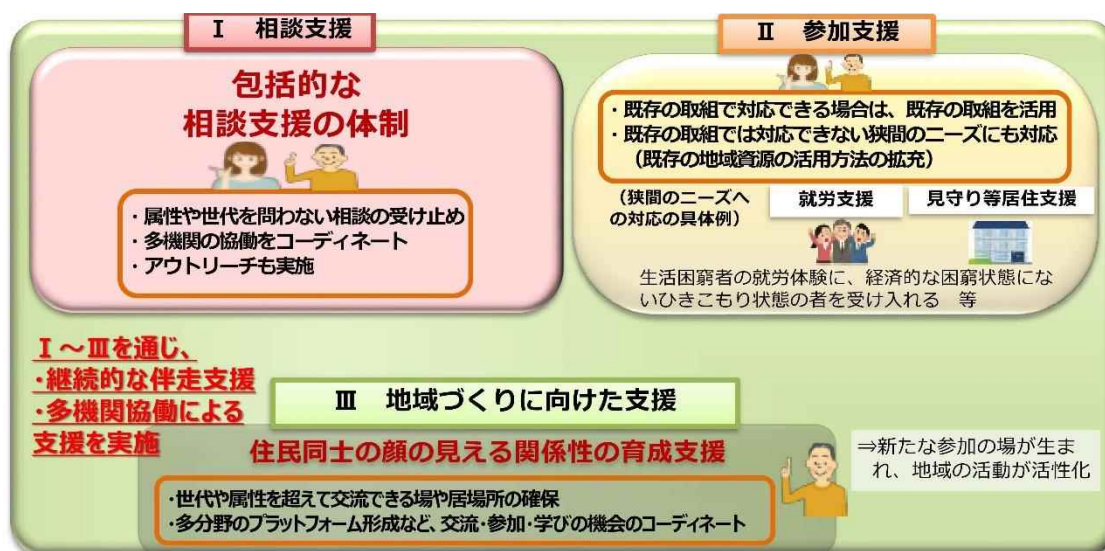 Ⅰ　相談支援
包括的な
相談支援の体制
・属性や世代を問わない相談の受け止め
・多機関の協働をコーディネート
・アウトリーチも実施
Ⅱ　参加支援
・既存の取組で対応できる場合は、既存の取組を活用
・既存の取組では対応できない狭間のニーズにも対応
（既存の地域資源の活用方法の拡充）
（狭間のニーズへ
の対応の具体例）
就労支援
見守り等居住支援
生活困窮者の就労体験に、経済的な困窮状態にな
いひきこもり状態の者を受け入れる　等
Ⅰ～Ⅲを通じ、
・継続的な伴走支援
・多機関協働による
支援を実施
Ⅲ　地域づくりに向けた支援
住民同士の顔の見える関係性の育成支援
・世代や属性を超えて交流できる場や居場所の確保
・多分野のプラットフォーム形成など、交流・参加・学びの機会のコーディネート
⇒新たな参加の場が生ま
れ、地域の活動が活性化